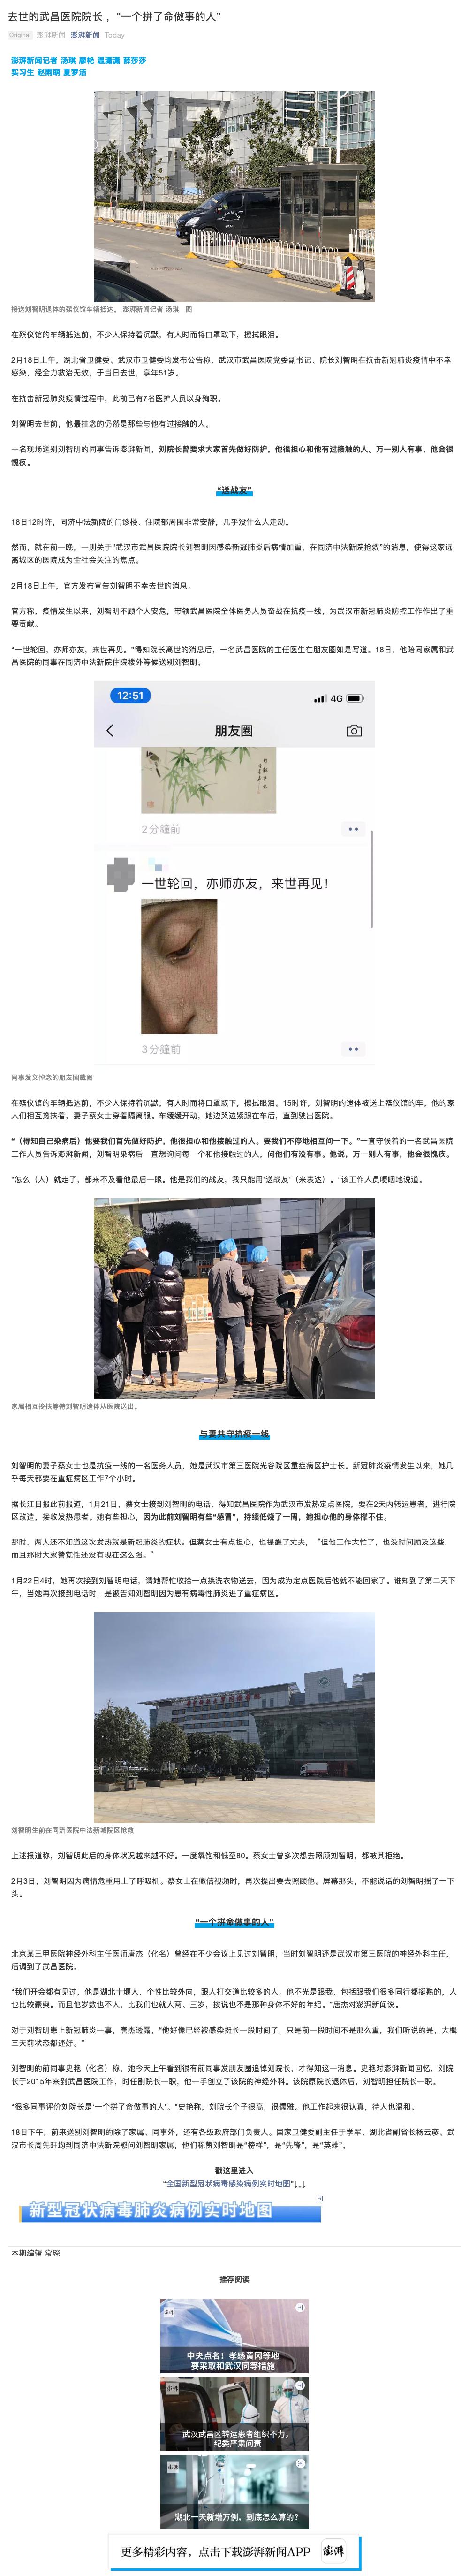 去世的武昌医院院长，“一个拼了命做事的人”
Original 澎湃新闻 澎湃新闻 Today
澎湃新闻记者 汤琪 廖艳 温潇潇 薛莎莎
实习生 赵雨萌 夏梦洁
接送刘智明遗体的殡仪馆车辆抵达。 澎湃新闻记者 汤琪 图
在殡仪馆的车辆抵达前，不少人保持着沉默，有人时而将口罩取下，擦拭眼泪。
2月18日上午，湖北省卫健委、武汉市卫健委均发布公告称，武汉市武昌医院党委副书记、院长刘智明在抗击新冠肺炎疫情中不幸
感染，经全力救治无效，于当日去世，享年51岁。
在抗击新冠肺炎疫情过程中，此前已有7名医护人员以身殉职。
刘智明去世前，他最挂念的仍然是那些与他有过接触的人。
一名现场送别刘智明的同事告诉澎湃新闻，刘院长曾要求大家首先做好防护，他很担心和他有过接触的人。万一别人有事，他会很
愧疚。
“送战友”
18日12时许，同济中法新院的门诊楼、住院部周围非常安静，几乎没什么人走动。
然而，就在前一晚，一则关于“武汉市武昌医院院长刘智明因感染新冠肺炎后病情加重，在同济中法新院抢救”的消息，使得这家远
离城区的医院成为全社会关注的焦点。
2月18日上午，官方发布宣告刘智明不幸去世的消息。
官方称，疫情发生以来，刘智明不顾个人安危，带领武昌医院全体医务人员奋战在抗疫一线，为武汉市新冠肺炎防控工作作出了重
要贡献。
“一世轮回，亦师亦友，来世再见。”得知院长离世的消息后，一名武昌医院的主任医生在朋友圈如是写道。18日，他陪同家属和武
昌医院的同事在同济中法新院住院楼外等候送别刘智明。
12:51
4G
朋友圈
2分鐘前
一世轮回，亦师亦友，来世再见！
3分鐘前
同事发文悼念的朋友圈截图
在殡仪馆的车辆抵达前，不少人保持着沉默，有人时而将口罩取下，擦拭眼泪。15时许，刘智明的遗体被送上殡仪馆的车，他的家
人们相互搀扶着，妻子蔡女士穿着隔离服。车缓缓开动，她边哭边紧跟在车后，直到驶出医院。
“（得知自己染病后）他要我们首先做好防护，他很担心和他接触过的人。要我们不停地相互问一下。”一直守候着的一名武昌医院
工作人员告诉澎湃新闻，刘智明染病后一直想询问每一个和他接触过的人，问他们有没有事。他说，万一别人有事，他会很愧疚。
“怎么（人）就走了，都来不及看他最后一眼。他是我们的战友，我只能用‘送战友’（来表达）。”该工作人员哽咽地说道。
家属相互搀扶等待刘智明遗体从医院送出。
与妻共守抗疫一线
刘智明的妻子蔡女士也是抗疫一线的一名医务人员，她是武汉市第三医院光谷院区重症病区护士长。新冠肺炎疫情发生以来，她几
乎每天都要在重症病区工作7个小时。
据长江日报此前报道，1月21日，蔡女士接到刘智明的电话，得知武昌医院作为武汉市发热定点医院，要在2天内转运患者，进行院
区改造，接收发热患者。她有些担心，因为此前刘智明有些“感冒”，持续低烧了一周，她担心他的身体撑不住。
那时，两人还不知道这次发热就是新冠肺炎的症状。但蔡女士有点担心，也提醒了丈夫，“但他工作太忙了，也没时间顾及这些，
而且那时大家警觉性还没有现在这么强。”
1月22日4时，她再次接到刘智明电话，请她帮忙收拾一点换洗衣物送去，因为成为定点医院后他就不能回家了。谁知到了第二天下
午，当她再次接到电话时，是被告知刘智明因为患有病毒性肺炎进了重症病区。
刘智明生前在同济医院中法新城院区抢救
上述报道称，刘智明此后的身体状况越来越不好。一度氧饱和低至80。蔡女士曾多次想去照顾刘智明，都被其拒绝。
2月3日，刘智明因为病情危重用上了呼吸机。蔡女士在微信视频时，再次提出要去照顾他。屏幕那头，不能说话的刘智明摇了一下
头。
“一个拼命做事的人”
北京某三甲医院神经外科主任医师唐杰（化名）曾经在不少会议上见过刘智明，当时刘智明还是武汉市第三医院的神经外科主任，
后调到了武昌医院。
“我们开会都有见过，他是湖北十堰人，个性比较外向，跟人打交道比较多的人。他不光是跟我，包括跟我们很多同行都挺熟的，人
也比较豪爽。而且他岁数也不大，比我们也就大两、三岁，按说也不是那种身体不好的年纪。”唐杰对澎湃新闻说。
对于刘智明患上新冠肺炎一事，唐杰透露，“他好像已经被感染挺长一段时间了，只是前一段时间不是那么重，我们听说的是，大概
三天前状态都还好。”
刘智明的前同事史艳（化名）称，她今天上午看到很有前同事发朋友圈追悼刘院长，才得知这一消息。史艳对澎湃新闻回忆，刘院
长于2015年来到武昌医院工作，时任副院长一职，他一手创立了该院的神经外科。该院原院长退休后，刘智明担任院长一职。
“很多同事评价刘院长是‘一个拼了命做事的人’。”史艳称，刘院长个子很高，很儒雅。他工作起来很认真，待人也温和。
18日下午，前来送别刘智明的除了家属、同事外，还有各级政府部门负责人。国家卫健委副主任于学军、湖北省副省长杨云彦、武
汉市长周先旺均到同济中法新院慰问刘智明家属，他们称赞刘智明是“榜样”，是“先锋”，是“英雄”。
戳这里进入
“全国新型冠状病毒感染病例实时地图”↓↓↓
新型冠状病毒肺炎病例实时地图
本期编辑 常琛
推荐阅读
中央点名！孝感黄冈等地
要采取和武汉同等措施
武汉武昌区转运患者组织不力，
纪委严肃问责
湖北一天新增万例，到底怎么算的？
更多精彩内容，点击下载澎湃新闻APP 澎湃